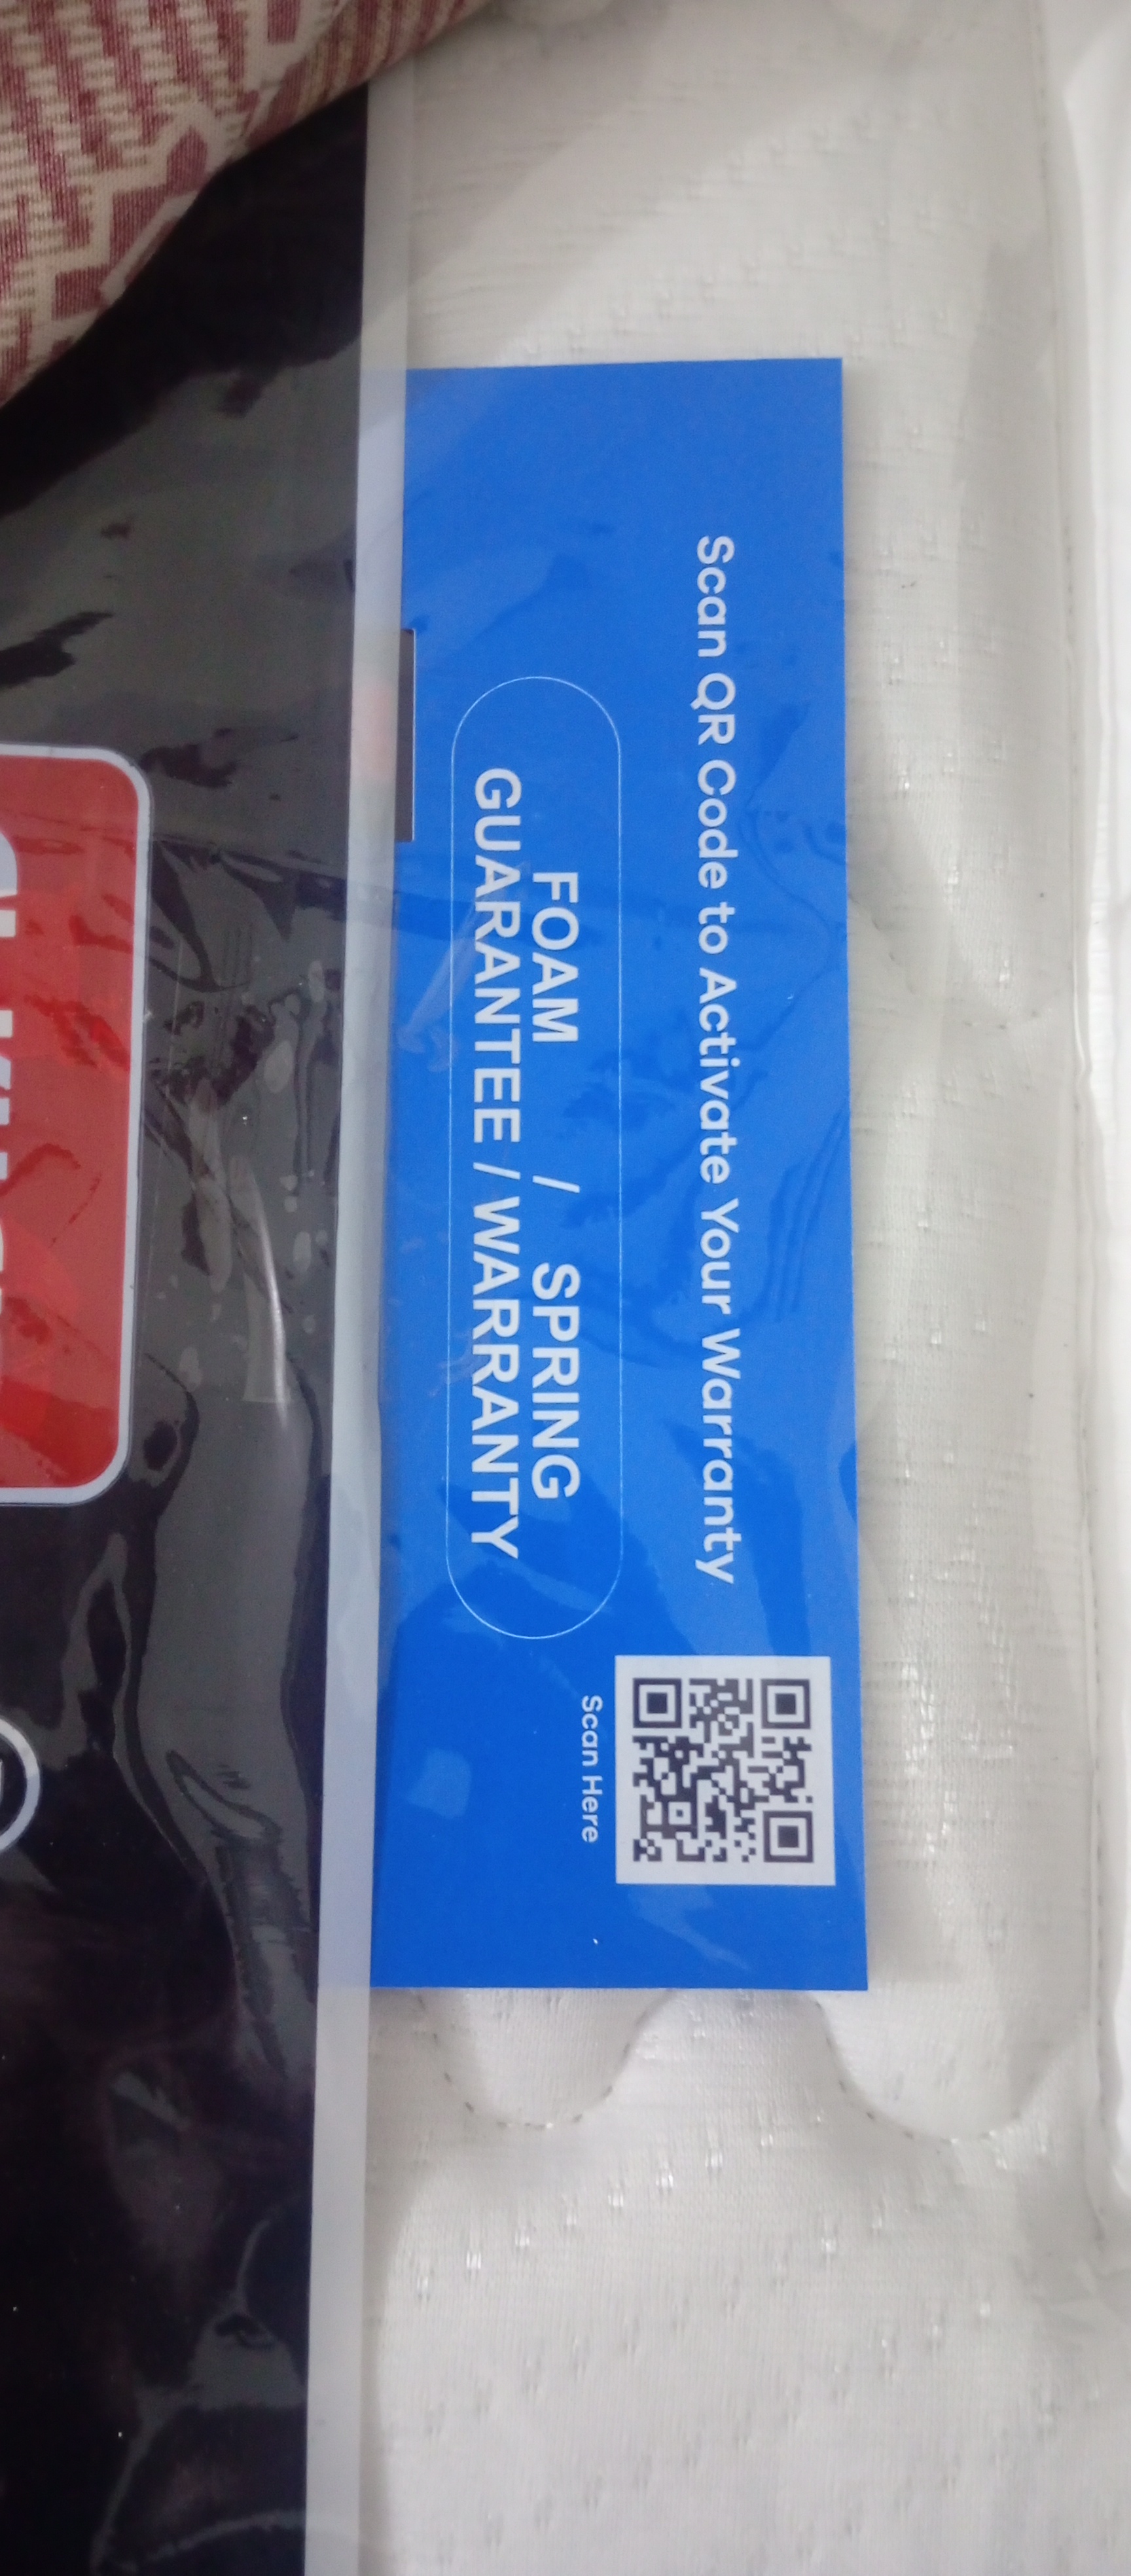 Scan QR Code to Activate Your Warranty
FOAM / SPRING
GUARANTEE / WARRANTY
Scan Here